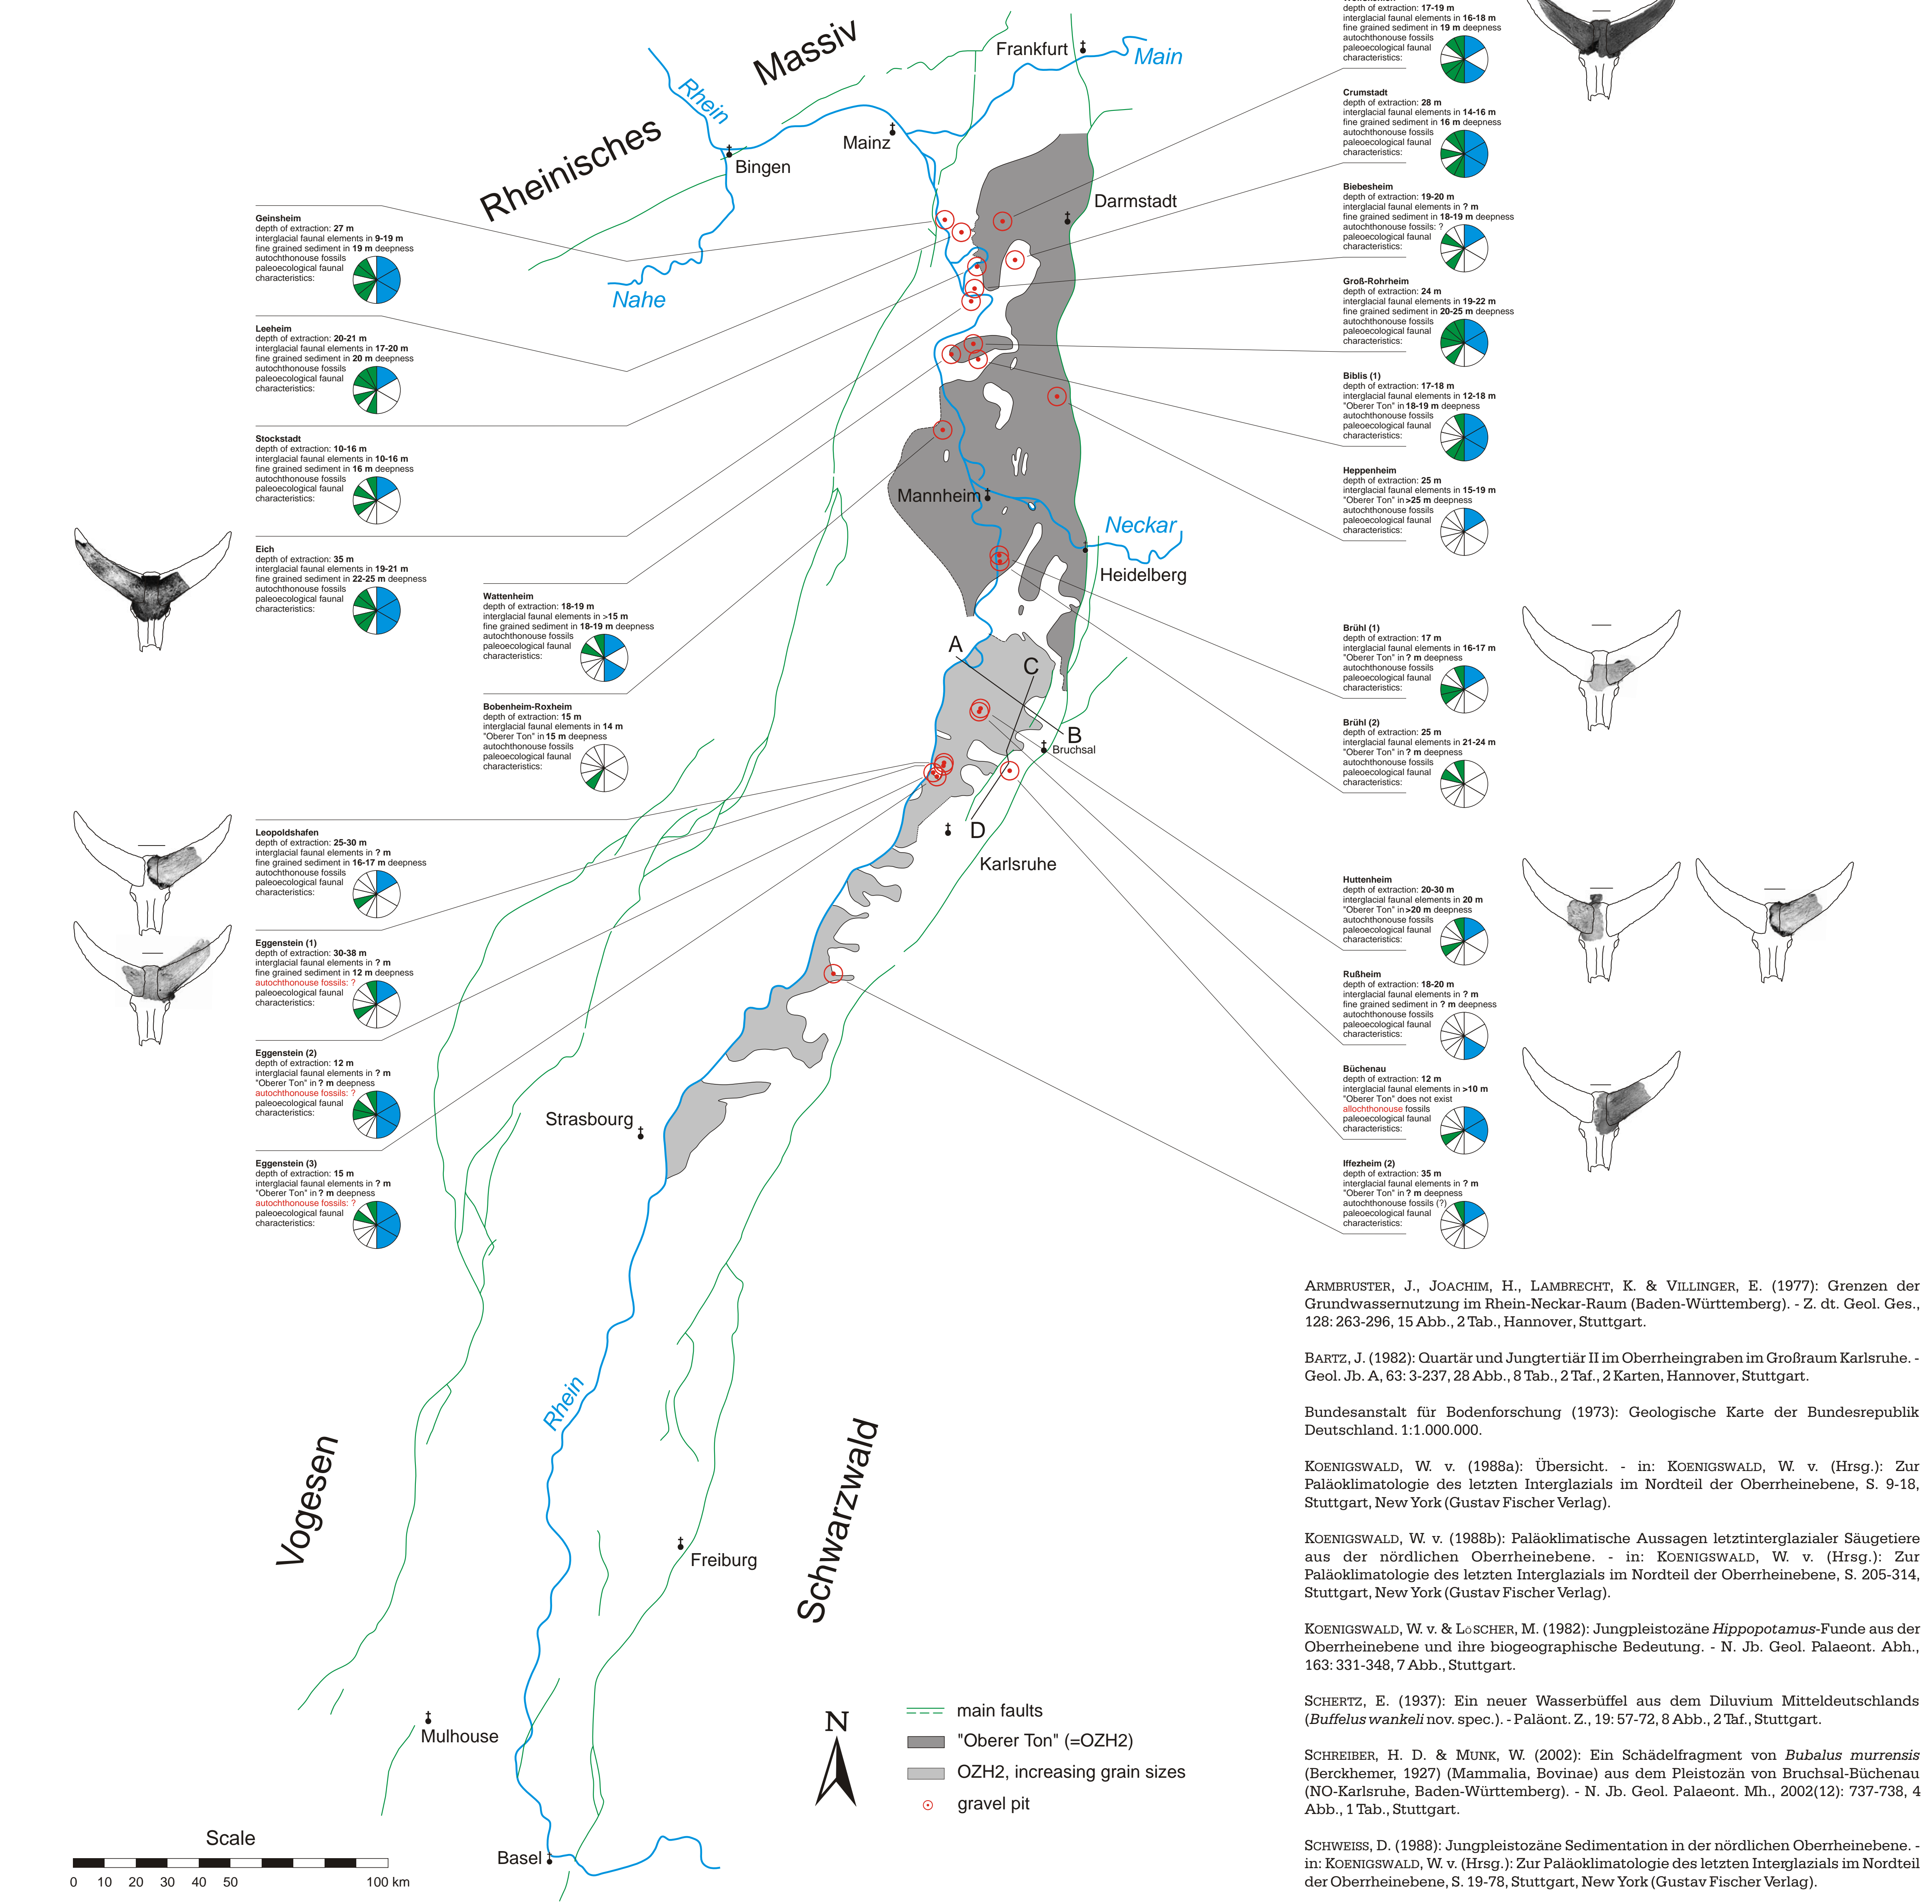 Rheinisches
Massiv
Frankfurt
Main
Rhein
Mainz
Bingen
Darmstadt
Nahe
Mannheim
Neckar
Heidelberg
A
C
B
Bruchsal
D
Karlsruhe
Strasbourg
Rhein
Vogesen
Schwarzwald
Freiburg
Mulhouse
Basel
Geinsheim
depth of extraction: 27 m
interglacial faunal elements in 9-19 m
fine grained sediment in 19 m deepness
autochthonouse fossils
paleoecological faunal
characteristics:
Leeheim
depth of extraction: 20-21 m
interglacial faunal elements in 17-20 m
fine grained sediment in 20 m deepness
autochthonouse fossils
paleoecological faunal
characteristics:
Stockstadt
depth of extraction: 10-16 m
interglacial faunal elements in 10-16 m
fine grained sediment in 16 m deepness
autochthonouse fossils
paleoecological faunal
characteristics:
Eich
depth of extraction: 35 m
interglacial faunal elements in 19-21 m
fine grained sediment in 22-25 m deepness
autochthonouse fossils
paleoecological faunal
characteristics:
Wattenheim
depth of extraction: 18-19 m
interglacial faunal elements in >15 m
fine grained sediment in 18-19 m deepness
autochthonouse fossils
paleoecological faunal
characteristics:
Bobenheim-Roxheim
depth of extraction: 15 m
interglacial faunal elements in 14 m
"Oberer Ton" in 15 m deepness
autochthonouse fossils
paleoecological faunal
characteristics:
Leopoldshafen
depth of extraction: 25-30 m
interglacial faunal elements in ? m
fine grained sediment in 16-17 m deepness
autochthonouse fossils
paleoecological faunal
characteristics:
Eggenstein (1)
depth of extraction: 30-38 m
interglacial faunal elements in ? m
fine grained sediment in 12 m deepness
autochthonouse fossils: ?
paleoecological faunal
characteristics:
Eggenstein (2)
depth of extraction: 12 m
interglacial faunal elements in ? m
"Oberer Ton" in ? m deepness
autochthonouse fossils: ?
paleoecological faunal
characteristics:
Eggenstein (3)
depth of extraction: 15 m
interglacial faunal elements in ? m
"Oberer Ton" in ? m deepness
autochthonouse fossils: ?
paleoecological faunal
characteristics:
depth of extraction: 17-19 m
interglacial faunal elements in 16-18 m
fine grained sediment in 19 m deepness
autochthonouse fossils
paleoecological faunal
characteristics:
Crumstadt
depth of extraction: 28 m
interglacial faunal elements in 14-16 m
fine grained sediment in 16 m deepness
autochthonouse fossils
paleoecological faunal
characteristics:
Biebesheim
depth of extraction: 19-20 m
interglacial faunal elements in ? m
fine grained sediment in 18-19 m deepness
autochthonouse fossils: ?
paleoecological faunal
characteristics:
Groß-Rohrheim
depth of extraction: 24 m
interglacial faunal elements in 19-22 m
fine grained sediment in 20-25 m deepness
autochthonouse fossils
paleoecological faunal
characteristics:
Biblis (1)
depth of extraction: 17-18 m
interglacial faunal elements in 12-18 m
"Oberer Ton" in 18-19 m deepness
autochthonouse fossils
paleoecological faunal
characteristics:
Heppenheim
depth of extraction: 25 m
interglacial faunal elements in 15-19 m
"Oberer Ton" in >25 m deepness
autochthonouse fossils
paleoecological faunal
characteristics:
Brühl (1)
depth of extraction: 17 m
interglacial faunal elements in 16-17 m
"Oberer Ton" in ? m deepness
autochthonouse fossils
paleoecological faunal
characteristics:
Brühl (2)
depth of extraction: 25 m
interglacial faunal elements in 21-24 m
"Oberer Ton" in ? m deepness
autochthonouse fossils
paleoecological faunal
characteristics:
Huttenheim
depth of extraction: 20-30 m
interglacial faunal elements in 20 m
"Oberer Ton" in >20 m deepness
autochthonouse fossils
paleoecological faunal
characteristics:
Rußheim
depth of extraction: 18-20 m
interglacial faunal elements in ? m
fine grained sediment in ? m deepness
autochthonouse fossils
paleoecological faunal
characteristics:
Büchenau
depth of extraction: 12 m
interglacial faunal elements in >10 m
"Oberer Ton" does not exist
allochthonouse fossils
paleoecological faunal
characteristics:
Iffezheim (2)
depth of extraction: 35 m
interglacial faunal elements in ? m
"Oberer Ton" in ? m deepness
autochthonouse fossils (?)
paleoecological faunal
characteristics:
ARMBRUSTER, J., JOACHIM, H., LAMBRECHT, K. & VILLINGER, E. (1977): Grenzen der
Grundwassernutzung im Rhein-Neckar-Raum (Baden-Württemberg). - Z. dt. Geol. Ges.,
128: 263-296, 15 Abb., 2 Tab., Hannover, Stuttgart.
BARTZ, J. (1982): Quartär und Jungtertiär II im Oberrheingraben im Großraum Karlsruhe. -
Geol. Jb. A, 63: 3-237, 28 Abb., 8 Tab., 2 Taf., 2 Karten, Hannover, Stuttgart.
Bundesanstalt für Bodenforschung (1973): Geologische Karte der Bundesrepublik
Deutschland. 1:1.000.000.
KOENIGSWALD, W. v. (1988a): Übersicht. - in: KOENIGSWALD, W. v. (Hrsg.): Zur
Paläoklimatologie des letzten Interglazials im Nordteil der Oberrheinebene, S. 9-18,
Stuttgart, New York (Gustav Fischer Verlag).
KOENIGSWALD, W. v. (1988b): Paläoklimatische Aussagen letztinterglazialer Säugetiere
aus der nördlichen Oberrheinebene. - in: KOENIGSWALD, W. v. (Hrsg.): Zur
Paläoklimatologie des letzten Interglazials im Nordteil der Oberrheinebene, S. 205-314,
Stuttgart, New York (Gustav Fischer Verlag).
KOENIGSWALD, W. v. & LöSCHER, M. (1982): Jungpleistozäne Hippopotamus-Funde aus der
Oberrheinebene und ihre biogeographische Bedeutung. - N. Jb. Geol. Palaeont. Abh.,
163: 331-348, 7 Abb., Stuttgart.
SCHERTZ, E. (1937): Ein neuer Wasserbüffel aus dem Diluvium Mitteldeutschlands
(Buffelus wankeli nov. spec.). - Paläont. Z., 19: 57-72, 8 Abb., 2 Taf., Stuttgart.
SCHREIBER, H. D. & MUNK, W. (2002): Ein Schädelfragment von Bubalus murrensis
(Berckhemer, 1927) (Mammalia, Bovinae) aus dem Pleistozän von Bruchsal-Büchenau
(NO-Karlsruhe, Baden-Württemberg). - N. Jb. Geol. Palaeont. Mh., 2002(12): 737-738, 4
Abb., 1 Tab., Stuttgart.
SCHWEISS, D. (1988): Jungpleistozäne Sedimentation in der nördlichen Oberrheinebene. -
in: KOENIGSWALD, W. v. (Hrsg.): Zur Paläoklimatologie des letzten Interglazials im Nordteil
der Oberrheinebene, S. 19-78, Stuttgart, New York (Gustav Fischer Verlag).
N
main faults
"Oberer Ton" (=OZH2)
OZH2, increasing grain sizes
gravel pit
Scale
0 10 20 30 40 50 100 km